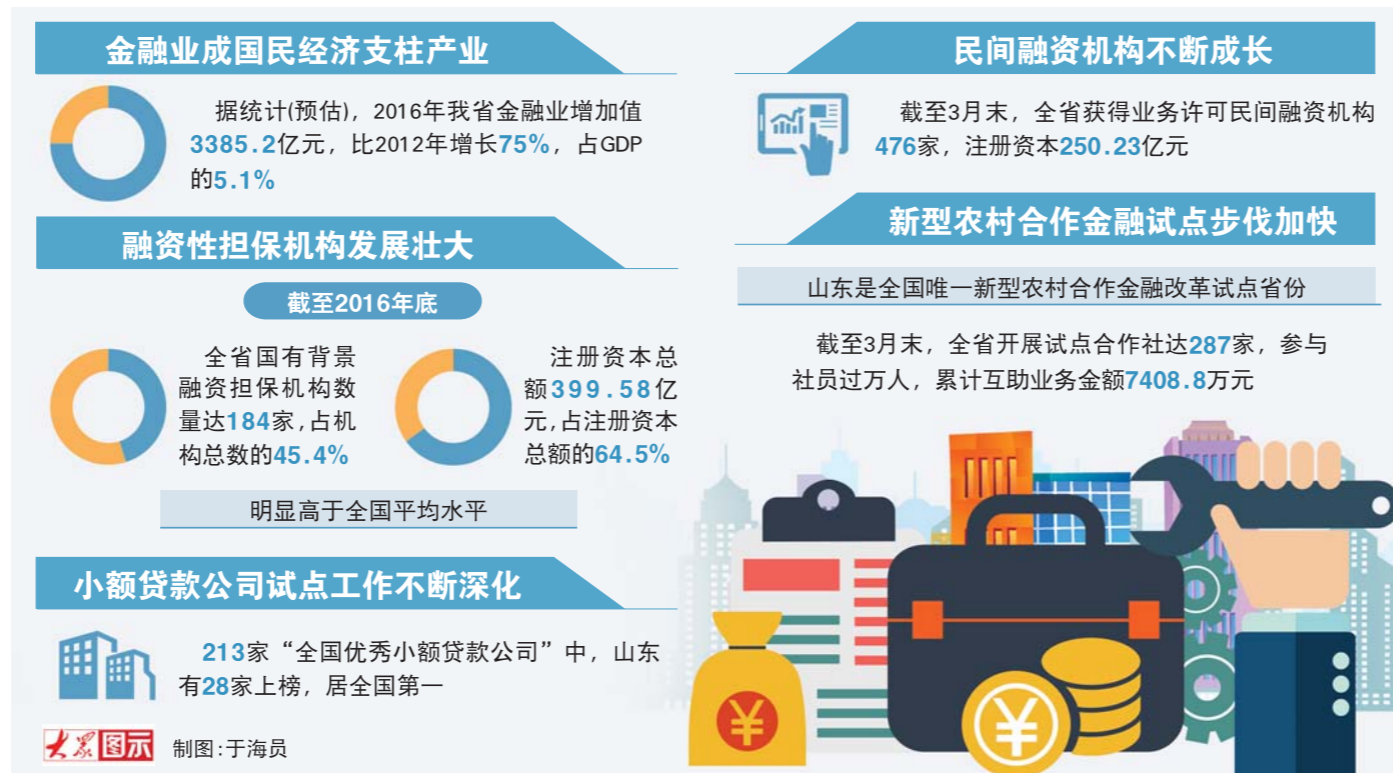 金融业成国民经济支柱产业
据统计(预估)，2016年我省金融业增加值
3385.2亿元，比2012年增长75%，占GDP
的5.1%
融资性担保机构发展壮大
截至2016年底
全省国有背景
融资担保机构数
量达184家，占机
构总数的45.4%
注册资本总
额399.58亿
元，占注册资本
总额的64.5%
明显高于全国平均水平
小额贷款公司试点工作不断深化
213家“全国优秀小额贷款公司”中，山东
有28家上榜，居全国第一
大众图示
制图：于海员
民间融资机构不断成长
截至3月末，全省获得业务许可民间融资机构
476家，注册资本250.23亿元
新型农村合作金融试点步伐加快
山东是全国唯一新型农村合作金融改革试点省份
截至3月末，全省开展试点合作社达287家，参与
社员过万人，累计互助业务金额7408.8万元
¥
¥